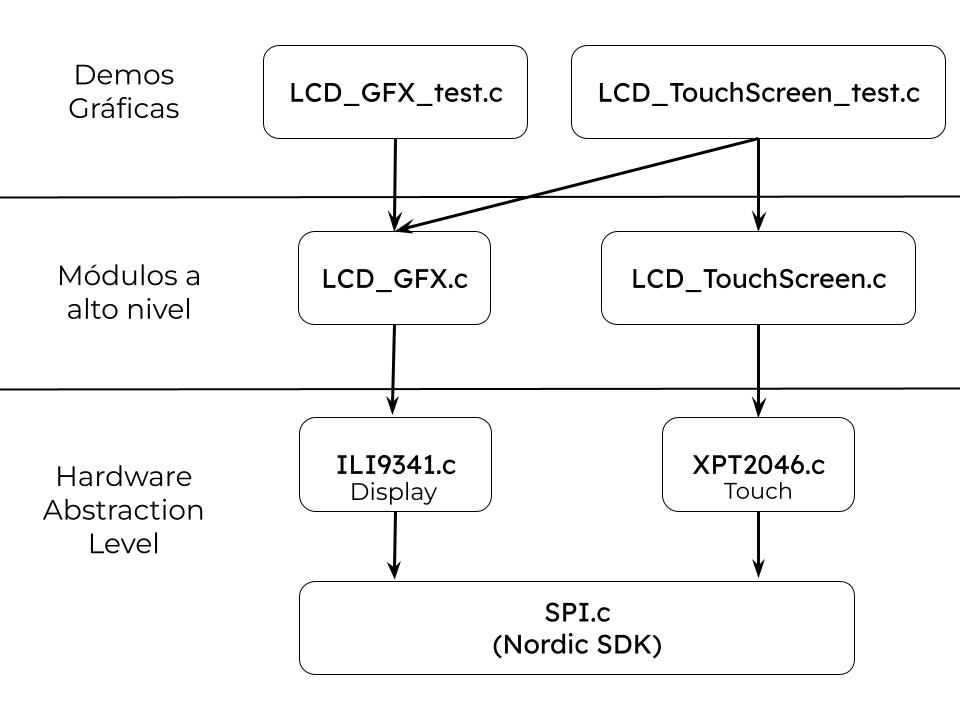 Demos
Gráficas
LCD_GFX_test.c
LCD_TouchScreen_test.c
Módulos a
alto nivel
LCD_GFX.c
LCD_TouchScreen.c
Hardware
Abstraction
Level
ILI9341.c
Display
XPT2046.c
Touch
SPI.c
(Nordic SDK)